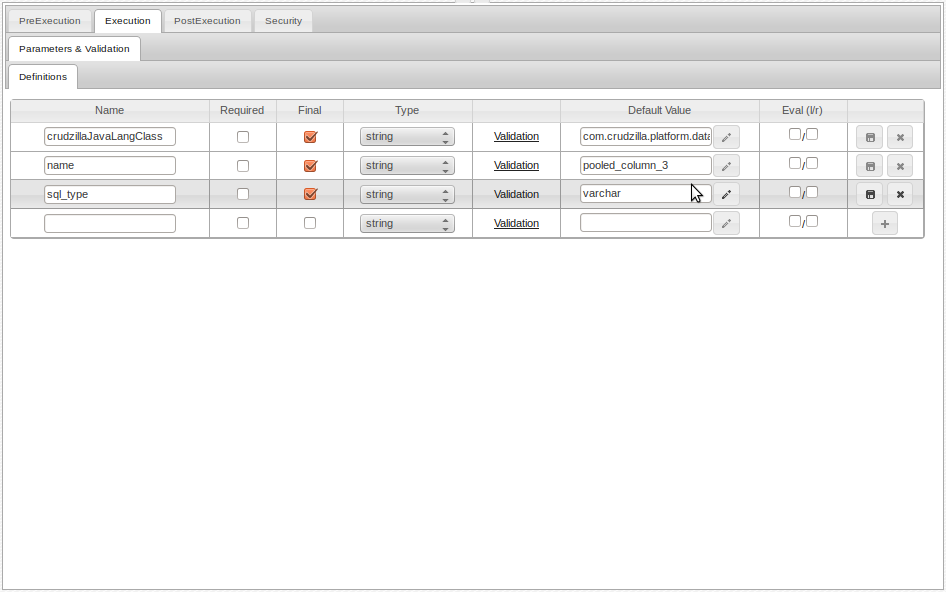 PreExecution Execution PostExecution Security
Parameters & Validation
Definitions
Name Required Final Type Default Value Eval (l/r)
crudzillaJavaLangClass string Validation com.crudzilla.platform.data /
name string Validation pooled_column_3 /
sql_type string Validation varchar /
string Validation /